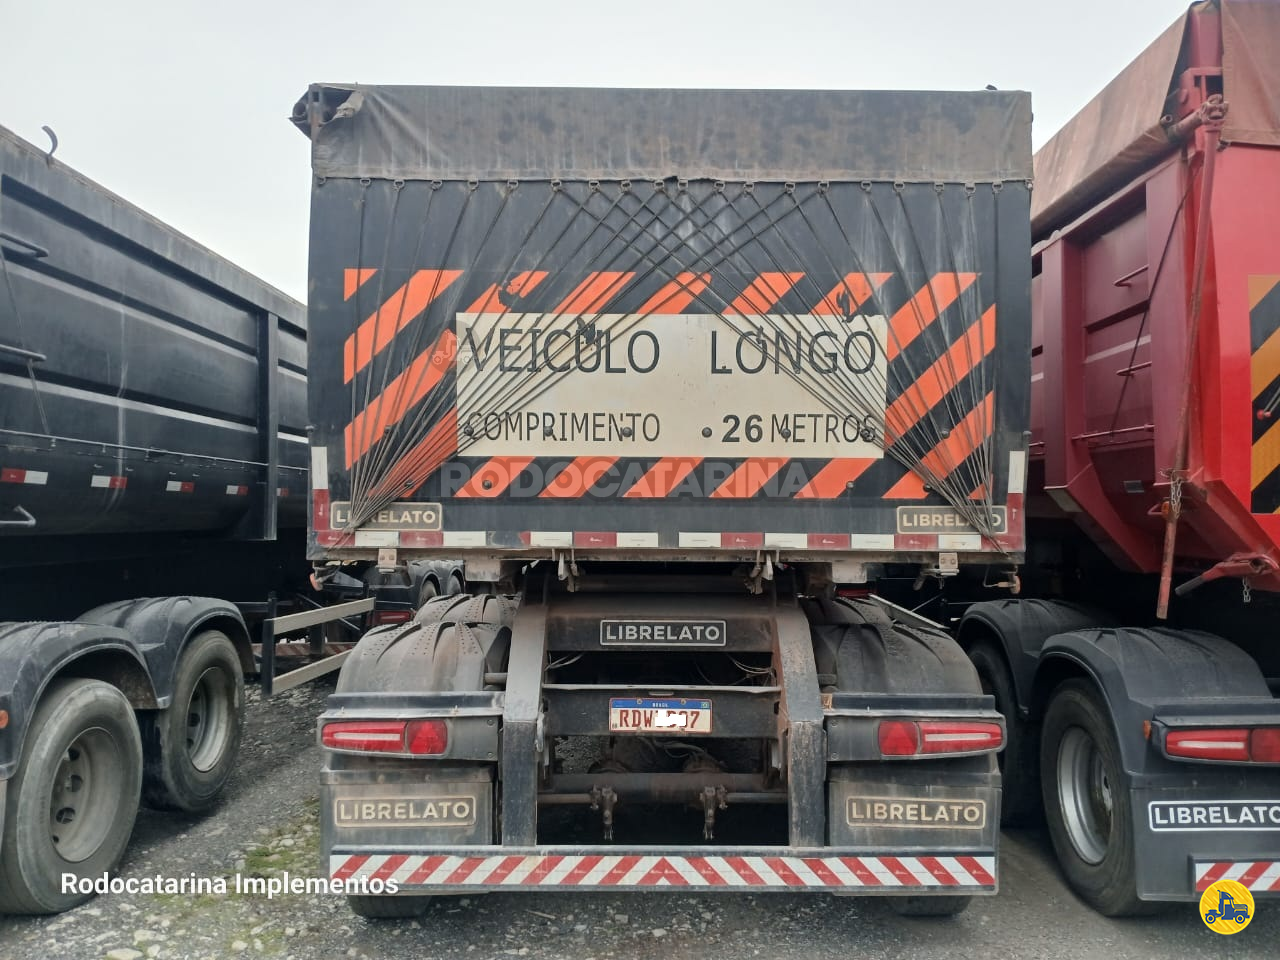 VEICULO LONGO
COMPRIMENTO 26 METROS
RODOCATARINA
LIBRELATO
LIBRELATO
LIBRELATO
BRASIL
LIBRELATO
LIBRELATO
LIBRELATO
Rodocatarina Implementos